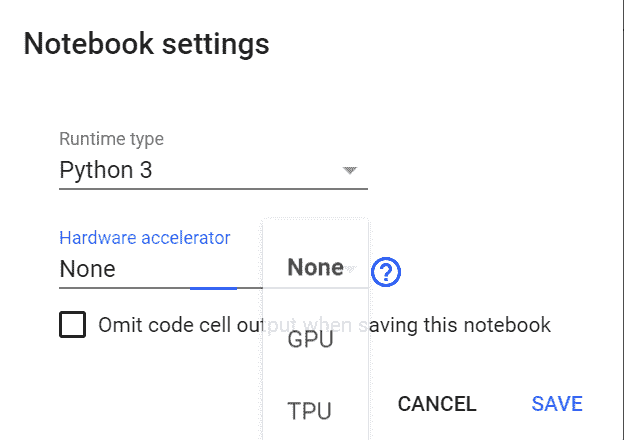 Notebook settings
Runtime type
Python 3
Hardware accelerator
None
None
?
Omit code cell output when saving this notebook
GPU
TPU
CANCEL SAVE